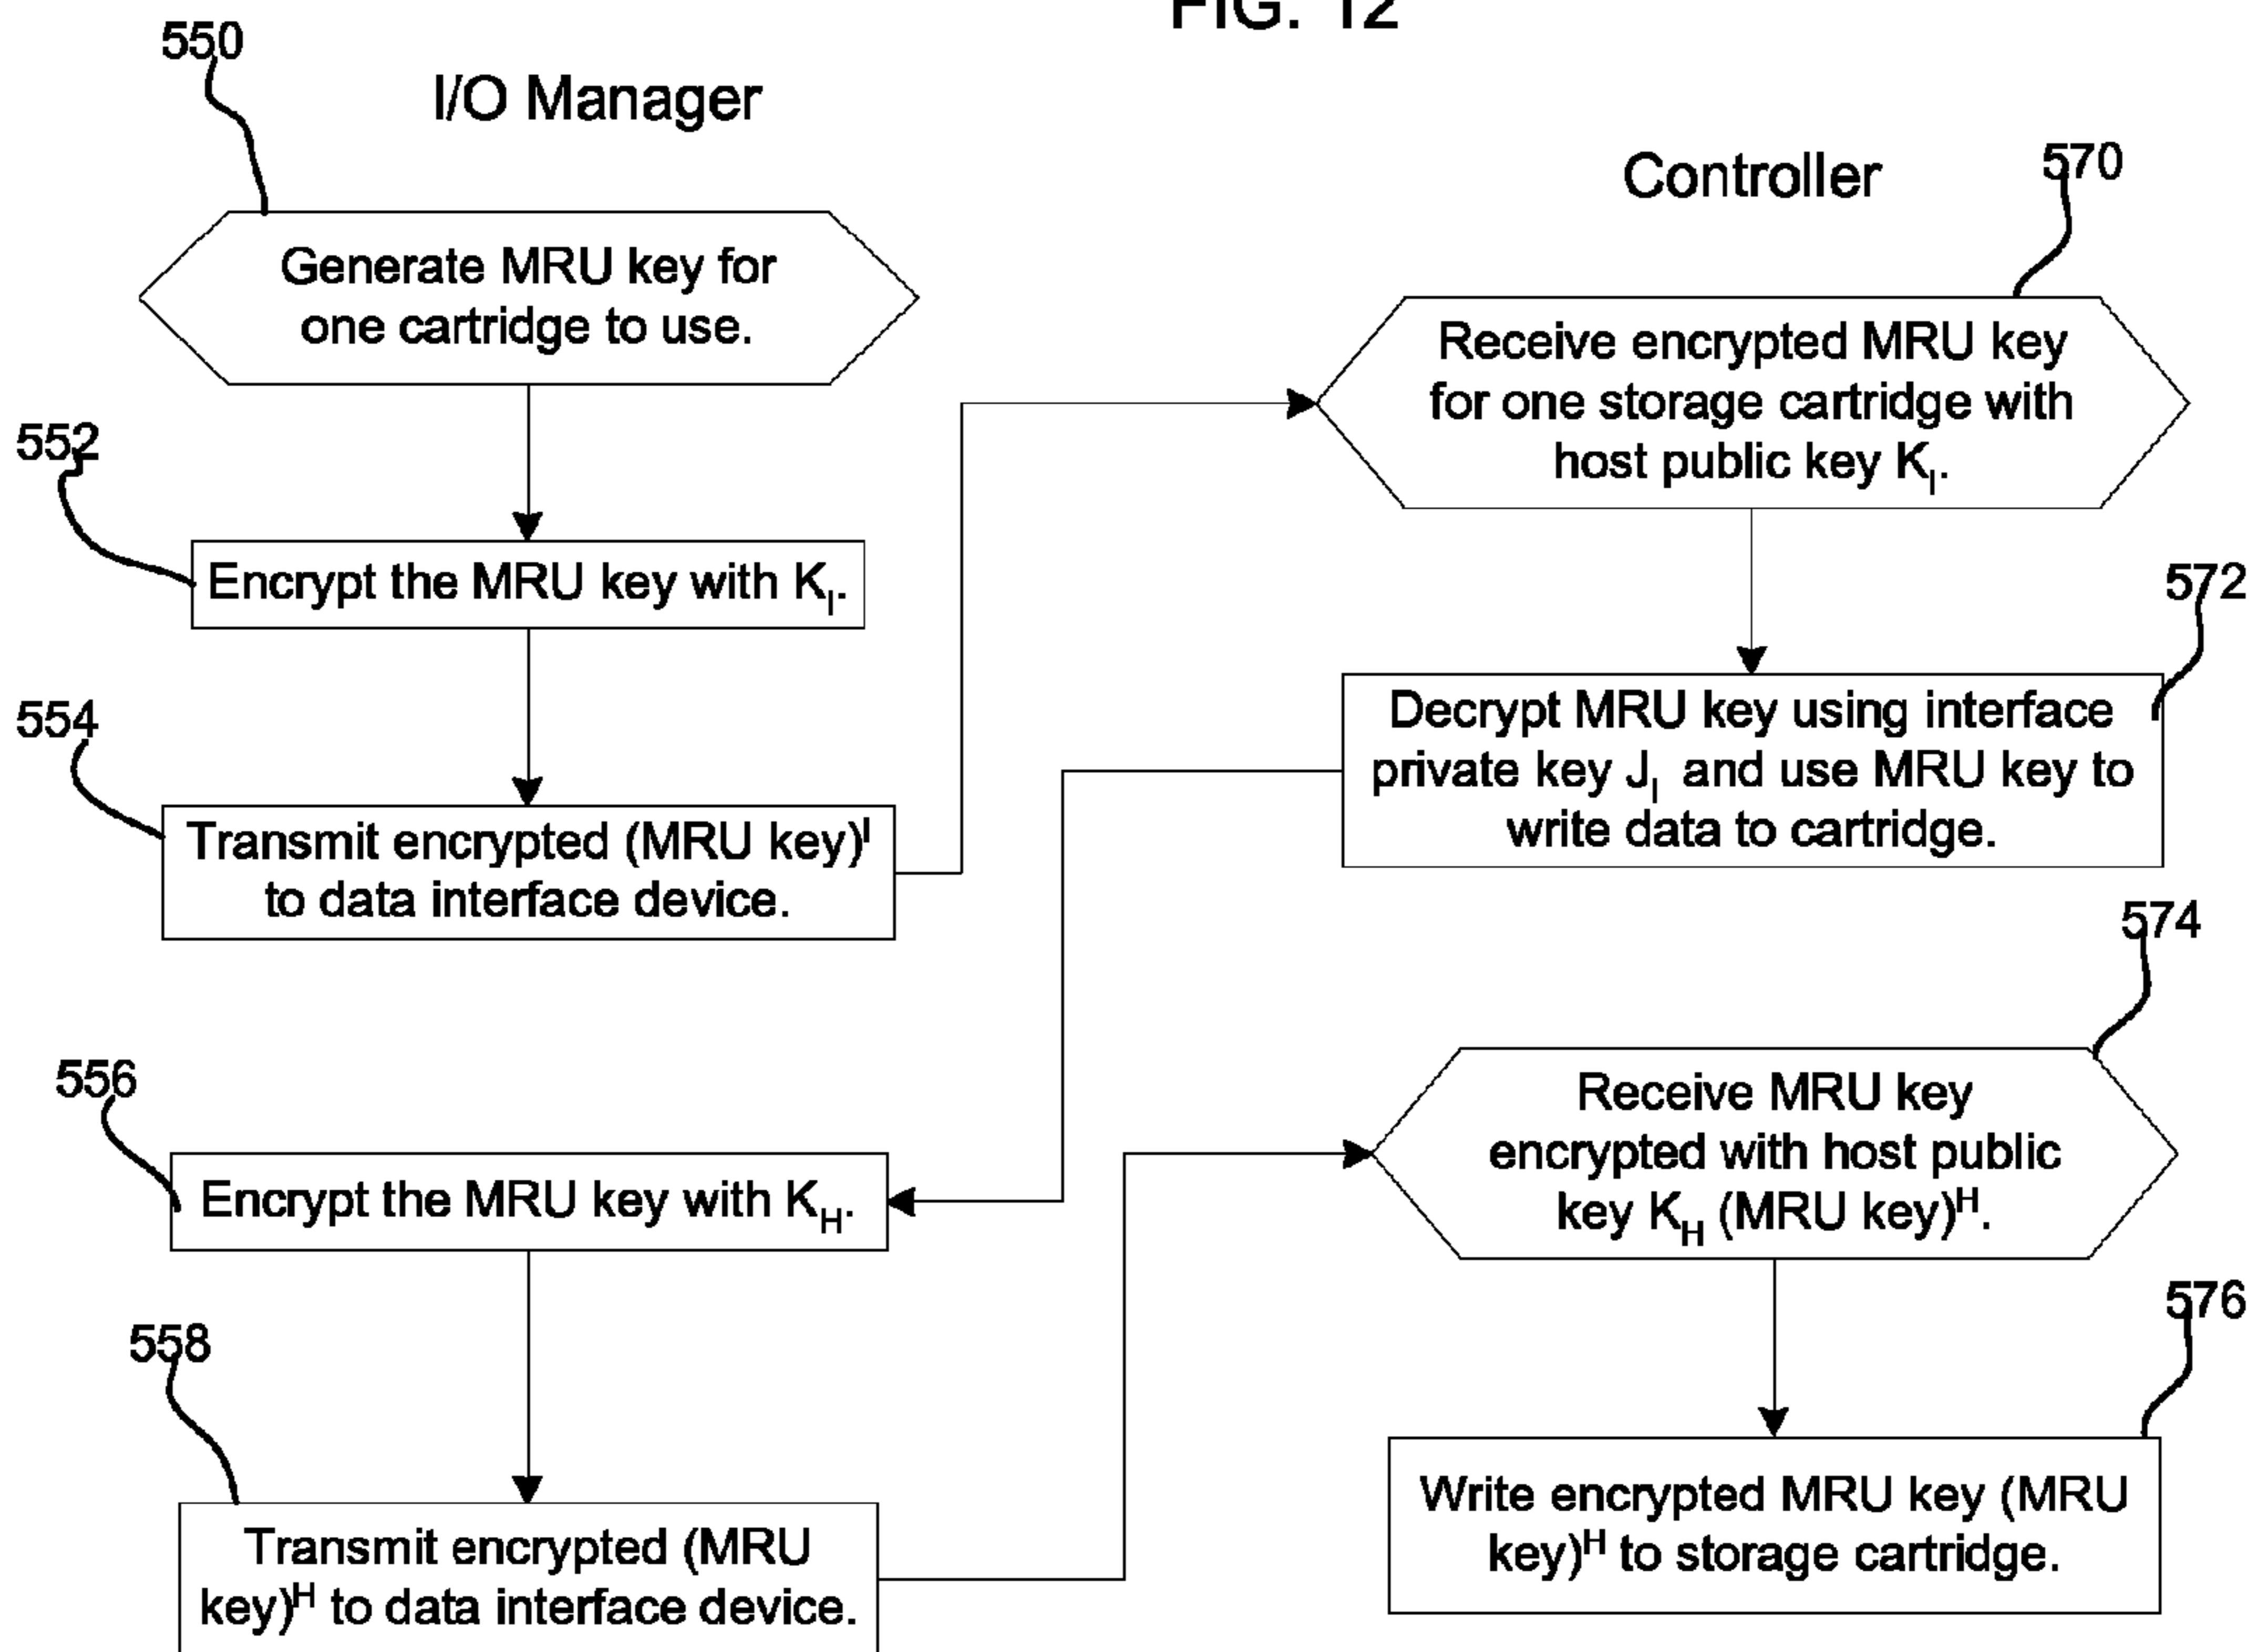 FIG. 12
550
I/O Manager
Controller
570
Generate MRU key for
one cartridge to use.
Receive encrypted MRU key
for one storage cartridge with
host public key K_I.
552
Encrypt the MRU key with K_I.
572
554
Decrypt MRU key using interface
private key J_I and use MRU key to
write data to cartridge.
Transmit encrypted (MRU key)^I
to data interface device.
574
556
Receive MRU key
encrypted with host public
key K_H (MRU key)^H.
Encrypt the MRU key with K_H.
576
558
Write encrypted MRU key (MRU
key)^H to storage cartridge.
Transmit encrypted (MRU
key)^H to data interface device.